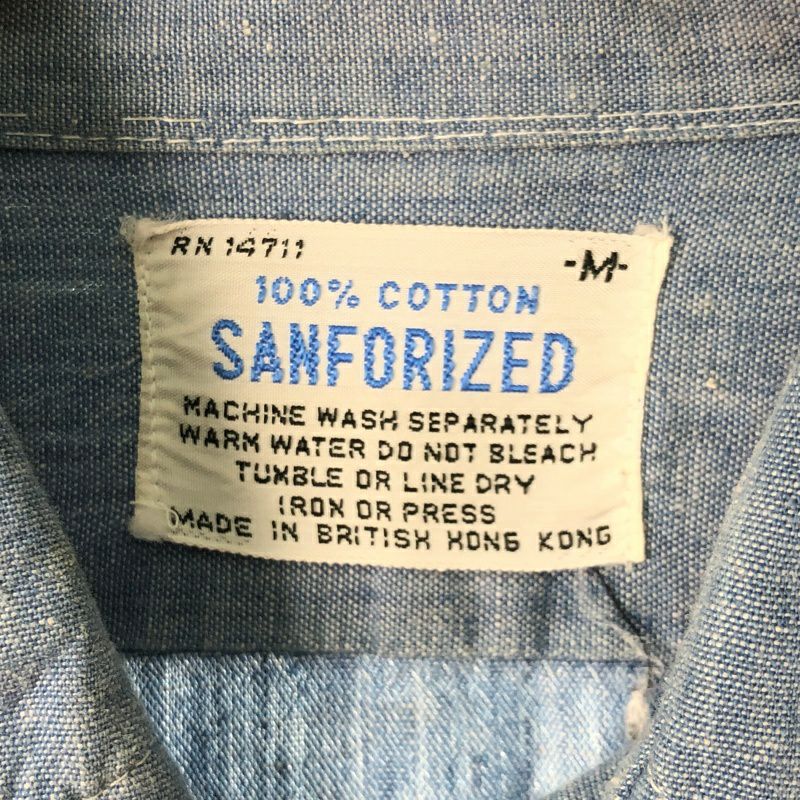 RN 14711
-M-
100% COTTON
SANFORIZED
MACHINE WASH SEPARATELY
WARM WATER DO NOT BLEACH
TUMBLE OR LINE DRY
IRON OR PRESS
MADE IN BRITISH HONG KONG